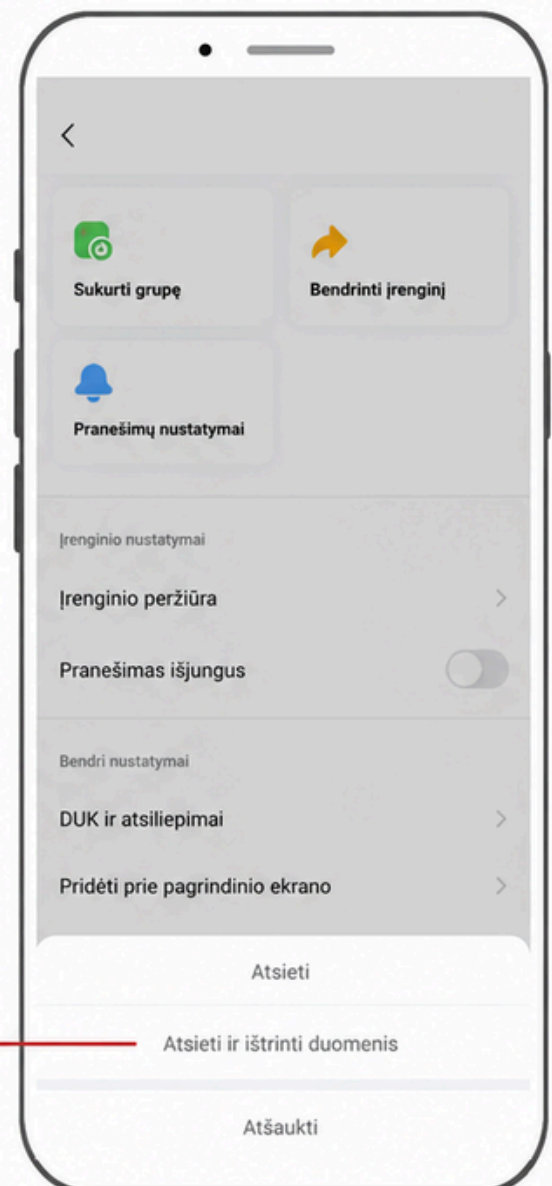 Sukurti grupę
Bendrinti įrenginį
Pranešimų nustatymai
Įrenginio nustatymai
Įrenginio peržiūra
Pranešimas išjungus
Bendri nustatymai
DUK ir atsiliepimai
Pridėti prie pagrindinio ekrano
Atsieti
Atsieti ir ištrinti duomenis
Atšaukti